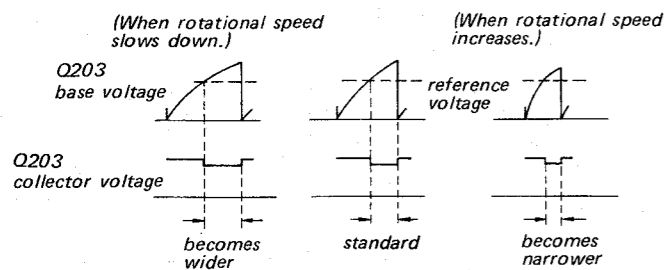 (When rotational speed
slows down.)
(When rotational speed
increases.)
Q203
base voltage
reference
voltage
Q203
collector voltage
becomes
wider
standard
becomes
narrower